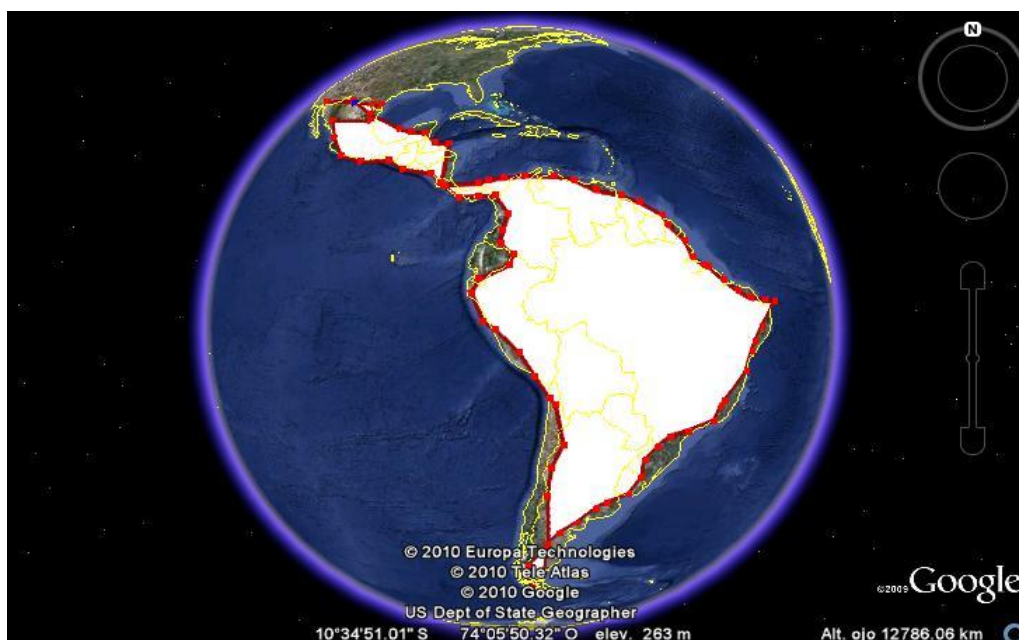 N
© 2010 Europa Technologies
© 2010 Tele Atlas
© 2010 Google
US Dept of State Geographer
©2009 Google
10°34'51.01" S 74°05'50.32" O elev. 263 m Alt. ojo 12786.06 km